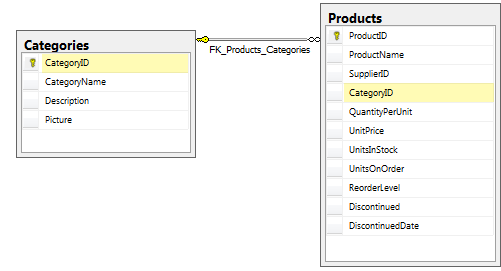 Categories
CategoryID
CategoryName
Description
Picture
FK_Products_Categories
Products
ProductID
ProductName
SupplierID
CategoryID
QuantityPerUnit
UnitPrice
UnitsInStock
UnitsOnOrder
ReorderLevel
Discontinued
DiscontinuedDate